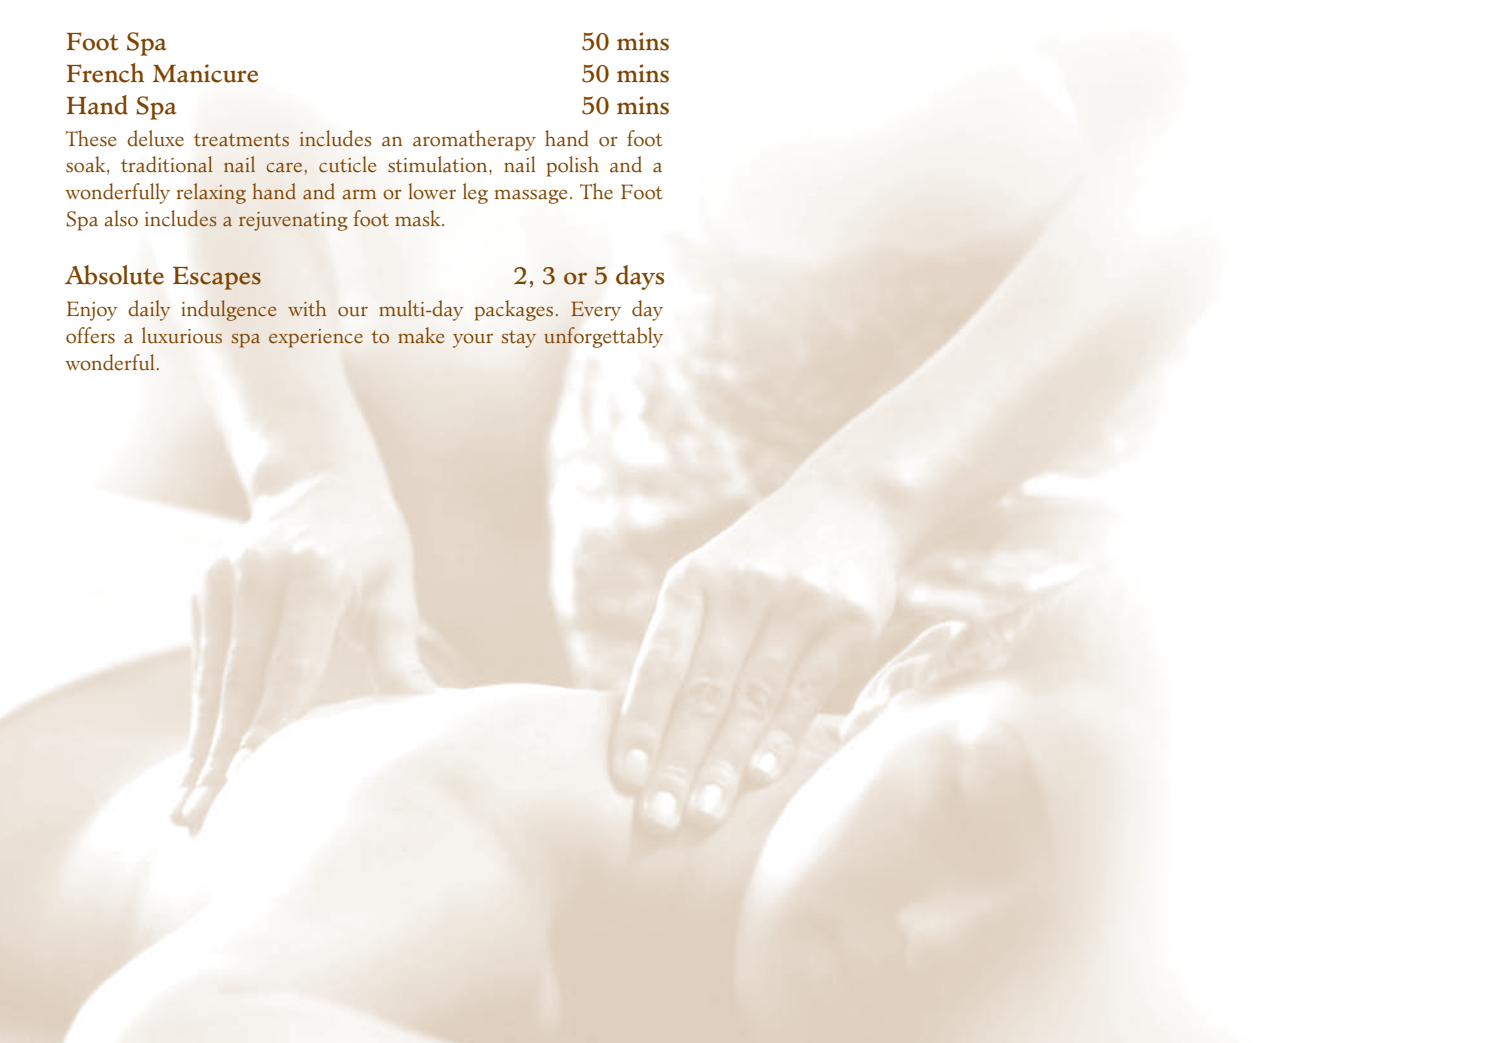 Foot Spa 50 mins
French Manicure 50 mins
Hand Spa 50 mins
These deluxe treatments includes an aromatherapy hand or foot
soak, traditional nail care, cuticle stimulation, nail polish and a
wonderfully relaxing hand and arm or lower leg massage. The Foot
Spa also includes a rejuvenating foot mask.
Absolute Escapes 2, 3 or 5 days
Enjoy daily indulgence with our multi-day packages. Every day
offers a luxurious spa experience to make your stay unforgettably
wonderful.